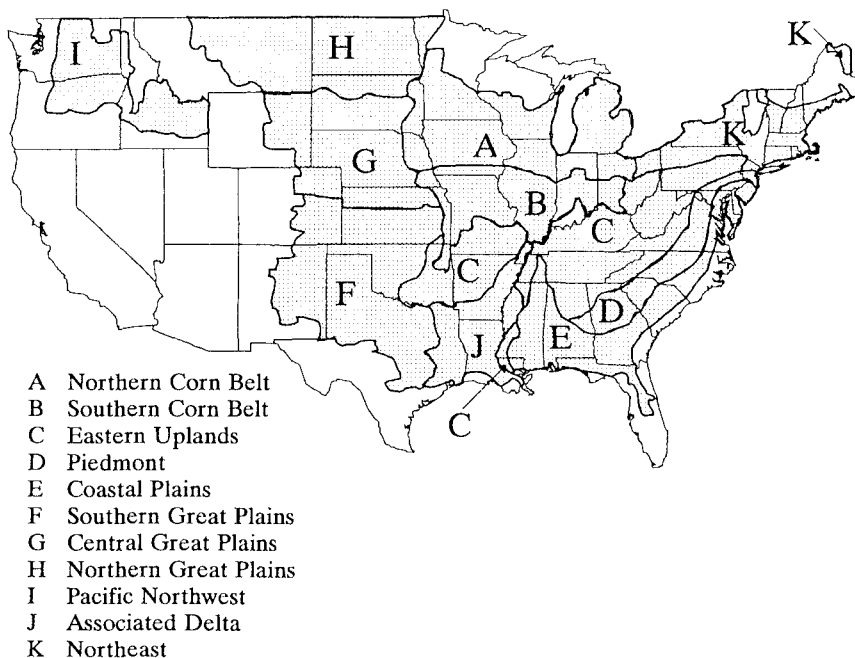 K
I
H
K
A
G
B
C
C
F
D
E
J
C
A Northern Corn Belt
B Southern Corn Belt
C Eastern Uplands
D Piedmont
E Coastal Plains
F Southern Great Plains
G Central Great Plains
H Northern Great Plains
I Pacific Northwest
J Associated Delta
K Northeast